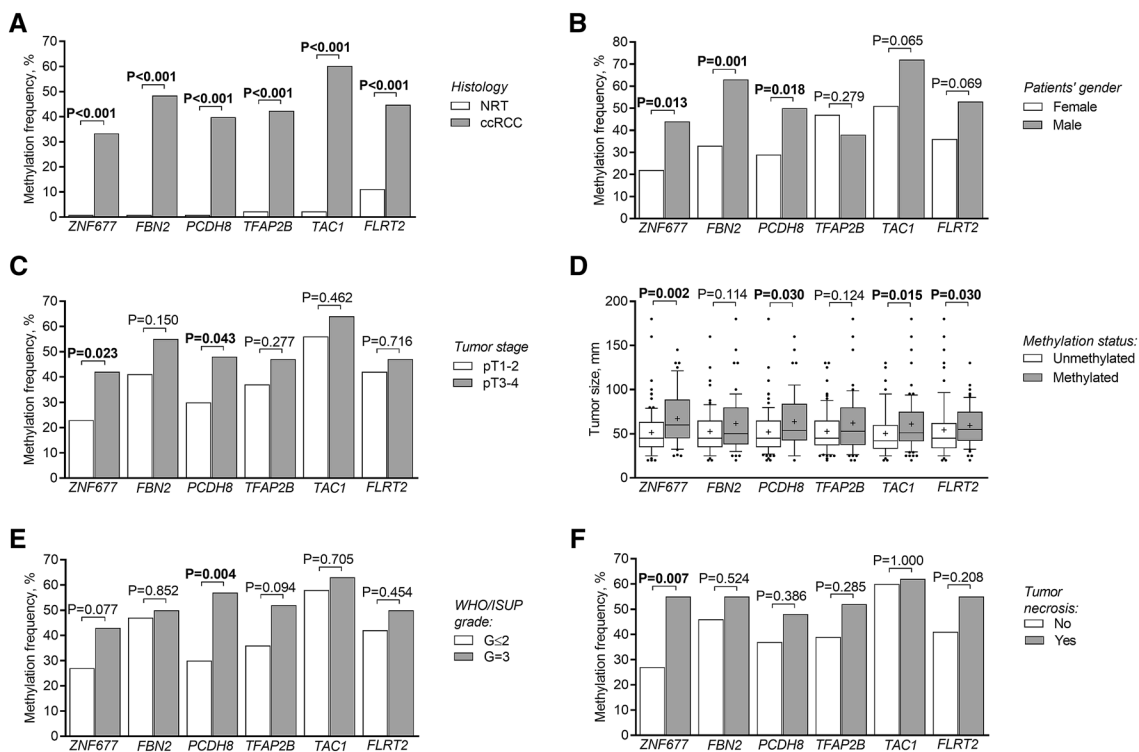 A
Methylation frequency, %
80
70
60
50
40
30
20
10
0
P<0.001
P<0.001
P<0.001
P<0.001
P<0.001
P<0.001
ZNF677
FBN2
PCDH8
TFAP2B
TAC1
FLRT2
Histology
NRT
ccRCC
B
Methylation frequency, %
80
70
60
50
40
30
20
10
0
P=0.013
P=0.001
P=0.018
P=0.279
P=0.065
P=0.069
ZNF677
FBN2
PCDH8
TFAP2B
TAC1
FLRT2
Patients' gender
Female
Male
C
Methylation frequency, %
70
60
50
40
30
20
10
0
P=0.023
P=0.150
P=0.043
P=0.277
P=0.462
P=0.716
ZNF677
FBN2
PCDH8
TFAP2B
TAC1
FLRT2
Tumor stage
pT1-2
pT3-4
D
Tumor size, mm
200
150
100
50
0
P=0.002
P=0.114
P=0.030
P=0.124
P=0.015
P=0.030
ZNF677
FBN2
PCDH8
TFAP2B
TAC1
FLRT2
Methylation status:
Unmethylated
Methylated
E
Methylation frequency, %
70
60
50
40
30
20
10
0
P=0.077
P=0.852
P=0.004
P=0.094
P=0.705
P=0.454
ZNF677
FBN2
PCDH8
TFAP2B
TAC1
FLRT2
WHO/ISUP
grade:
G≤2
G=3
F
Methylation frequency, %
70
60
50
40
30
20
10
0
P=0.007
P=0.524
P=0.386
P=0.285
P=1.000
P=0.208
ZNF677
FBN2
PCDH8
TFAP2B
TAC1
FLRT2
Tumor
necrosis:
No
Yes